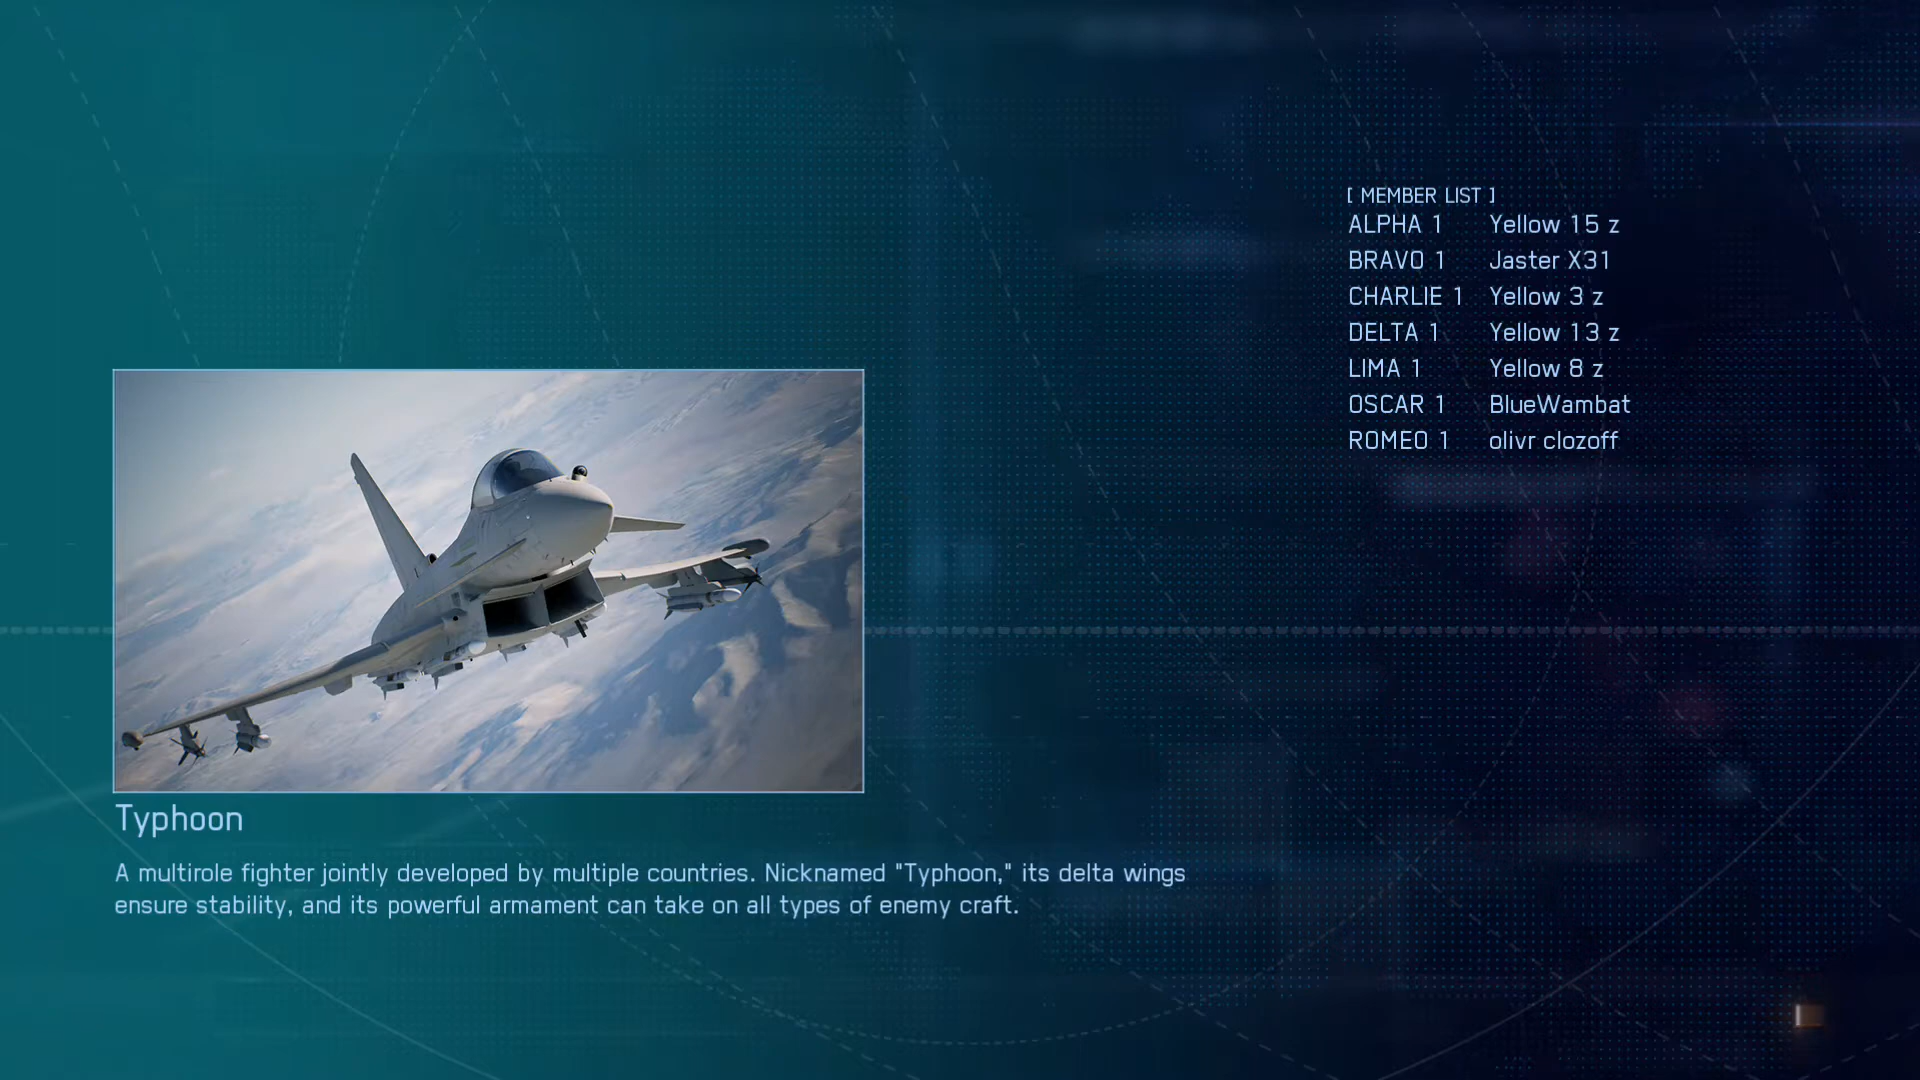 [ MEMBER LIST ]
ALPHA 1 Yellow 15 z
BRAVO 1 Jaster X31
CHARLIE 1 Yellow 3 z
DELTA 1 Yellow 13 z
LIMA 1 Yellow 8 z
OSCAR 1 BlueWambat
ROMEO 1 olivr clozoff
Typhoon
A multirole fighter jointly developed by multiple countries. Nicknamed "Typhoon," its delta wings
ensure stability, and its powerful armament can take on all types of enemy craft.